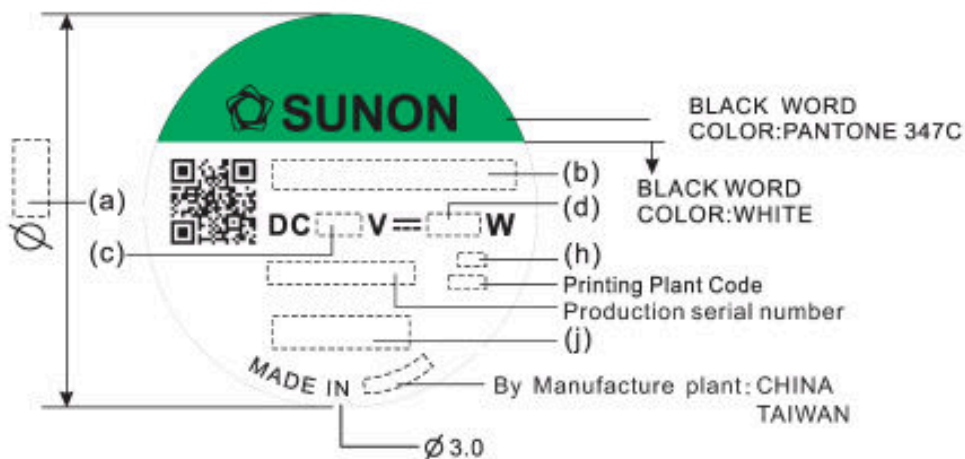 SUNON
BLACK WORD
COLOR:PANTONE 347C
(a)
(b)
BLACK WORD
COLOR:WHITE
DC V W
(d)
(c)
(h)
Ø
Printing Plant Code
Production serial number
(j)
MADE IN
By Manufacture plant: CHINA
TAIWAN
Ø3.0